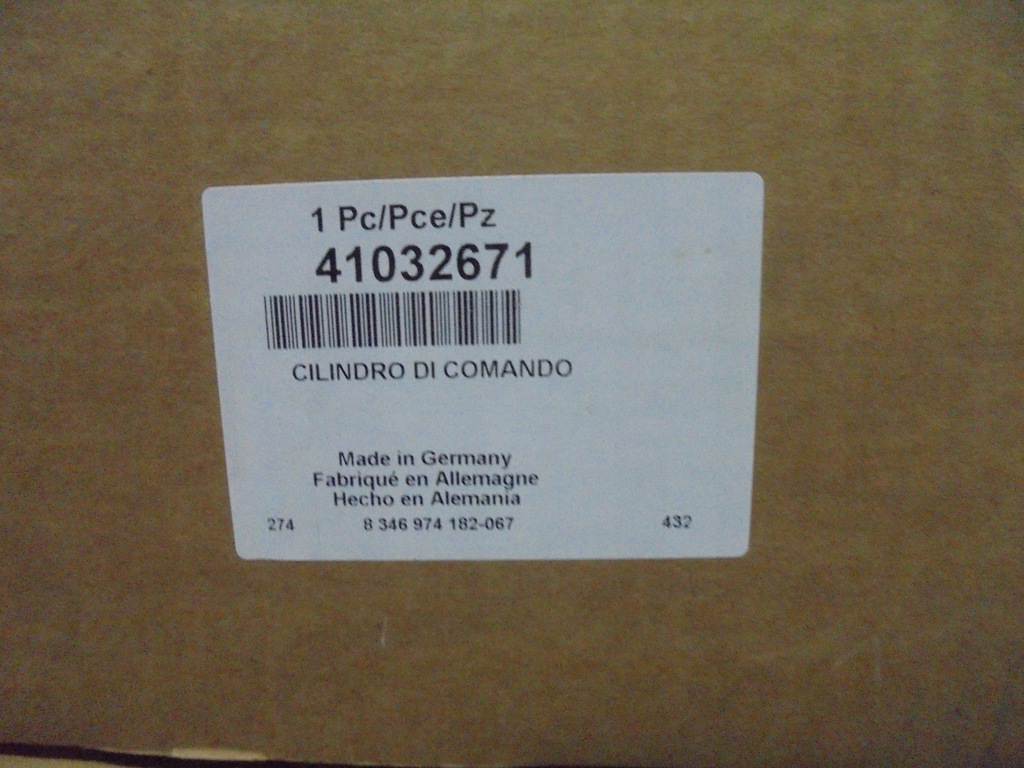 1 Pc/Pce/Pz
41032671
CILINDRO DI COMANDO
Made in Germany
Fabriqué en Allemagne
Hecho en Alemania
274 8 346 974 182-067 432